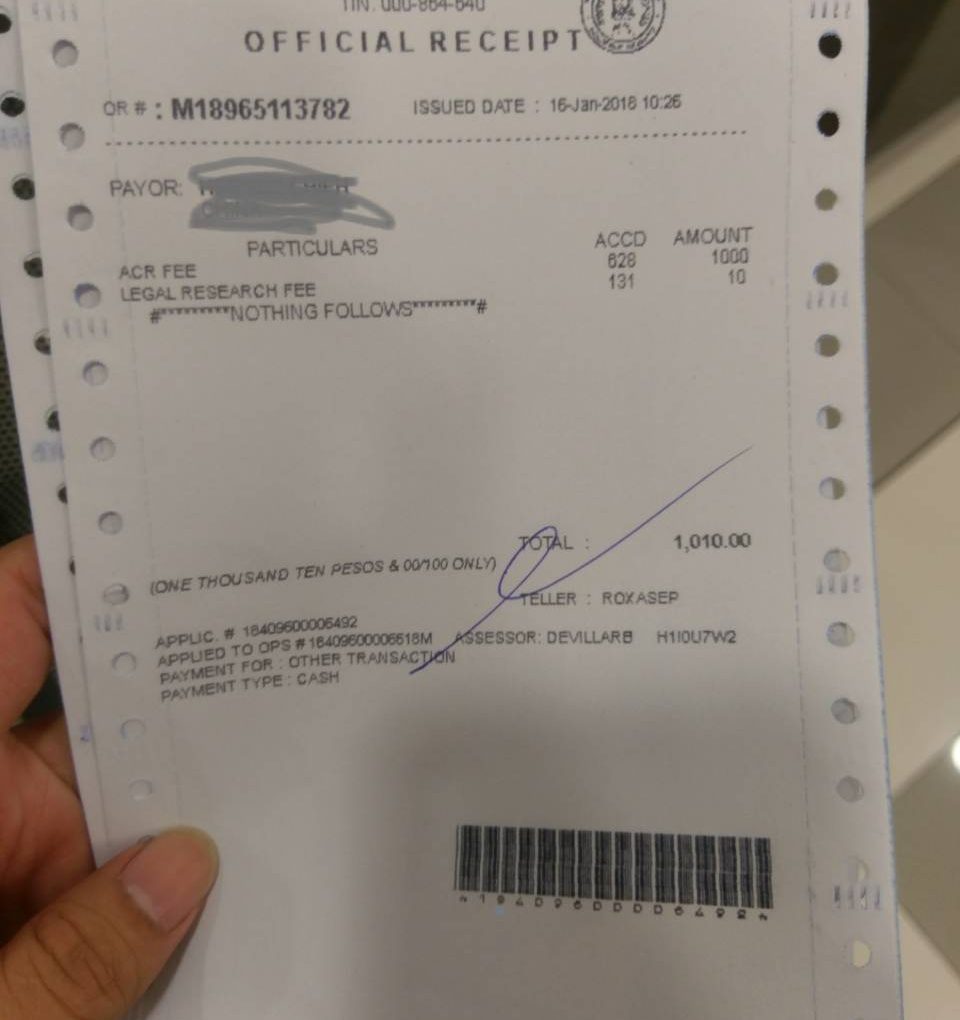 TIN: 000-864-640
OFFICIAL RECEIPT
OR # : M18965113782 ISSUED DATE : 16-Jan-2018 10:26
PAYOR:
PARTICULARS ACCD AMOUNT
ACR FEE 628 1000
LEGAL RESEARCH FEE 131 10
#*********NOTHING FOLLOWS*********#
TOTAL : 1,010.00
(ONE THOUSAND TEN PESOS & 00/100 ONLY)
TELLER : ROXASEP
APPLIC. # 18409600006492
APPLIED TO OPS # 18409600006618M ASSESSOR: DEVILLARB H1I0U7W2
PAYMENT FOR : OTHER TRANSACTION
PAYMENT TYPE : CASH